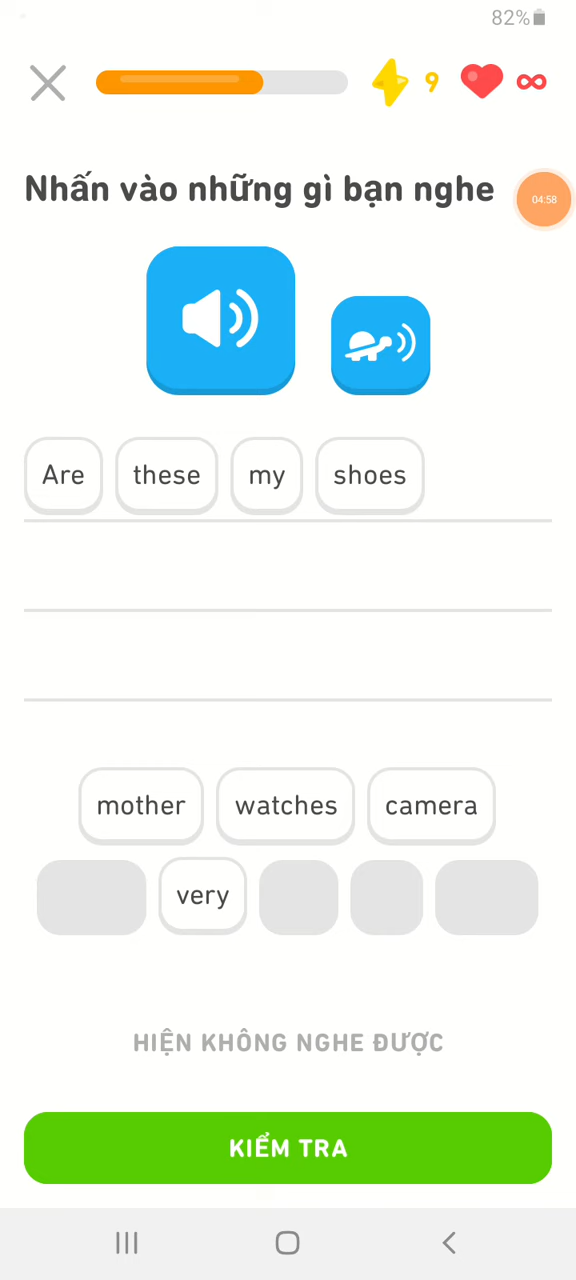 82%
9 ∞
Nhấn vào những gì bạn nghe
04:58
Are these my shoes
mother watches camera
very
HIỆN KHÔNG NGHE ĐƯỢC
KIỂM TRA